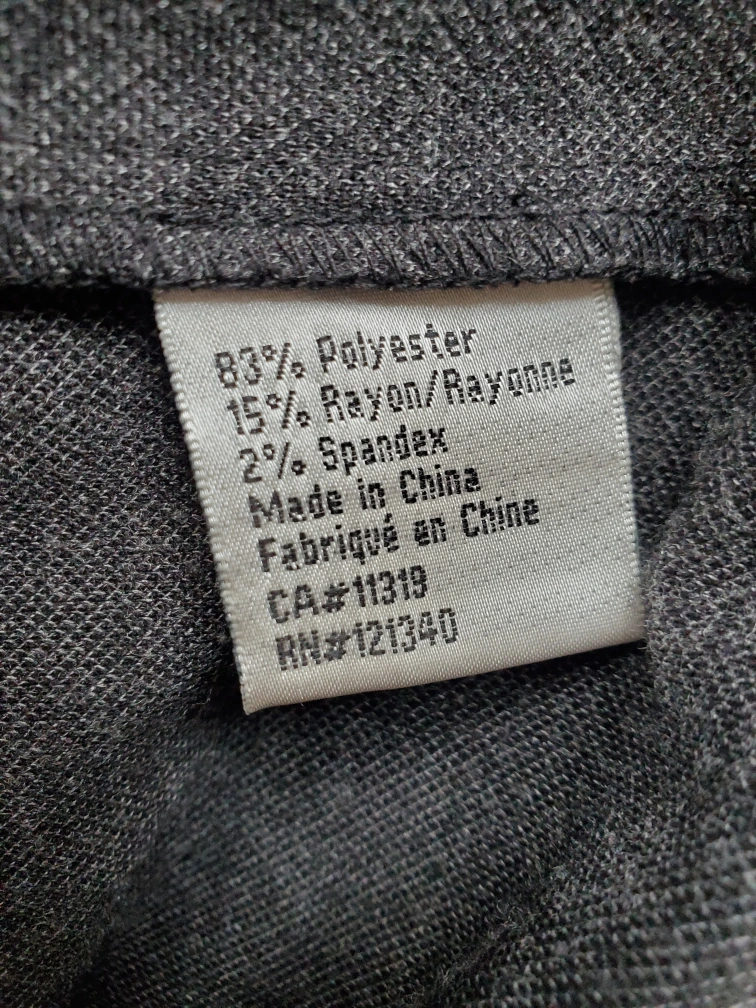 83% Polyester
15% Rayon/Rayonne
2% Spandex
Made in China
Fabriqué en Chine
CA#11319
RN#121340